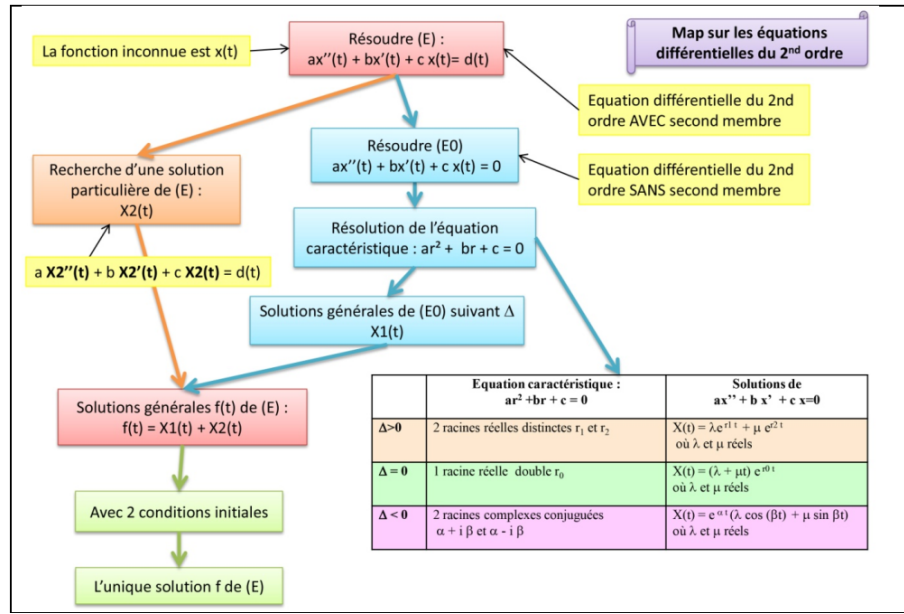 Map sur les équations
différentielles du 2nd ordre
La fonction inconnue est x(t)
Résoudre (E) :
ax’’(t) + bx’(t) + c x(t)= d(t)
Equation différentielle du 2nd
ordre AVEC second membre
Résoudre (E0)
ax’’(t) + bx’(t) + c x(t) = 0
Equation différentielle du 2nd
ordre SANS second membre
Recherche d’une solution
particulière de (E) :
X2(t)
Résolution de l’équation
caractéristique : ar² + br + c = 0
a X2’’(t) + b X2’(t) + c X2(t) = d(t)
Solutions générales de (E0) suivant Δ
X1(t)
Solutions générales f(t) de (E) :
f(t) = X1(t) + X2(t)
Avec 2 conditions initiales
L’unique solution f de (E)
Equation caractéristique :
ar² +br + c = 0
Solutions de
ax’’ + b x’ + c x=0
Δ>0
2 racines réelles distinctes r1 et r2
X(t) = λe r1 t + μ e r2 t
où λ et μ réels
Δ = 0
1 racine réelle double r0
X(t) = (λ + μt) e r0 t
où λ et μ réels
Δ < 0
2 racines complexes conjuguées
α + i β et α - i β
X(t) = e α t (λ cos (βt) + μ sin βt)
où λ et μ réels